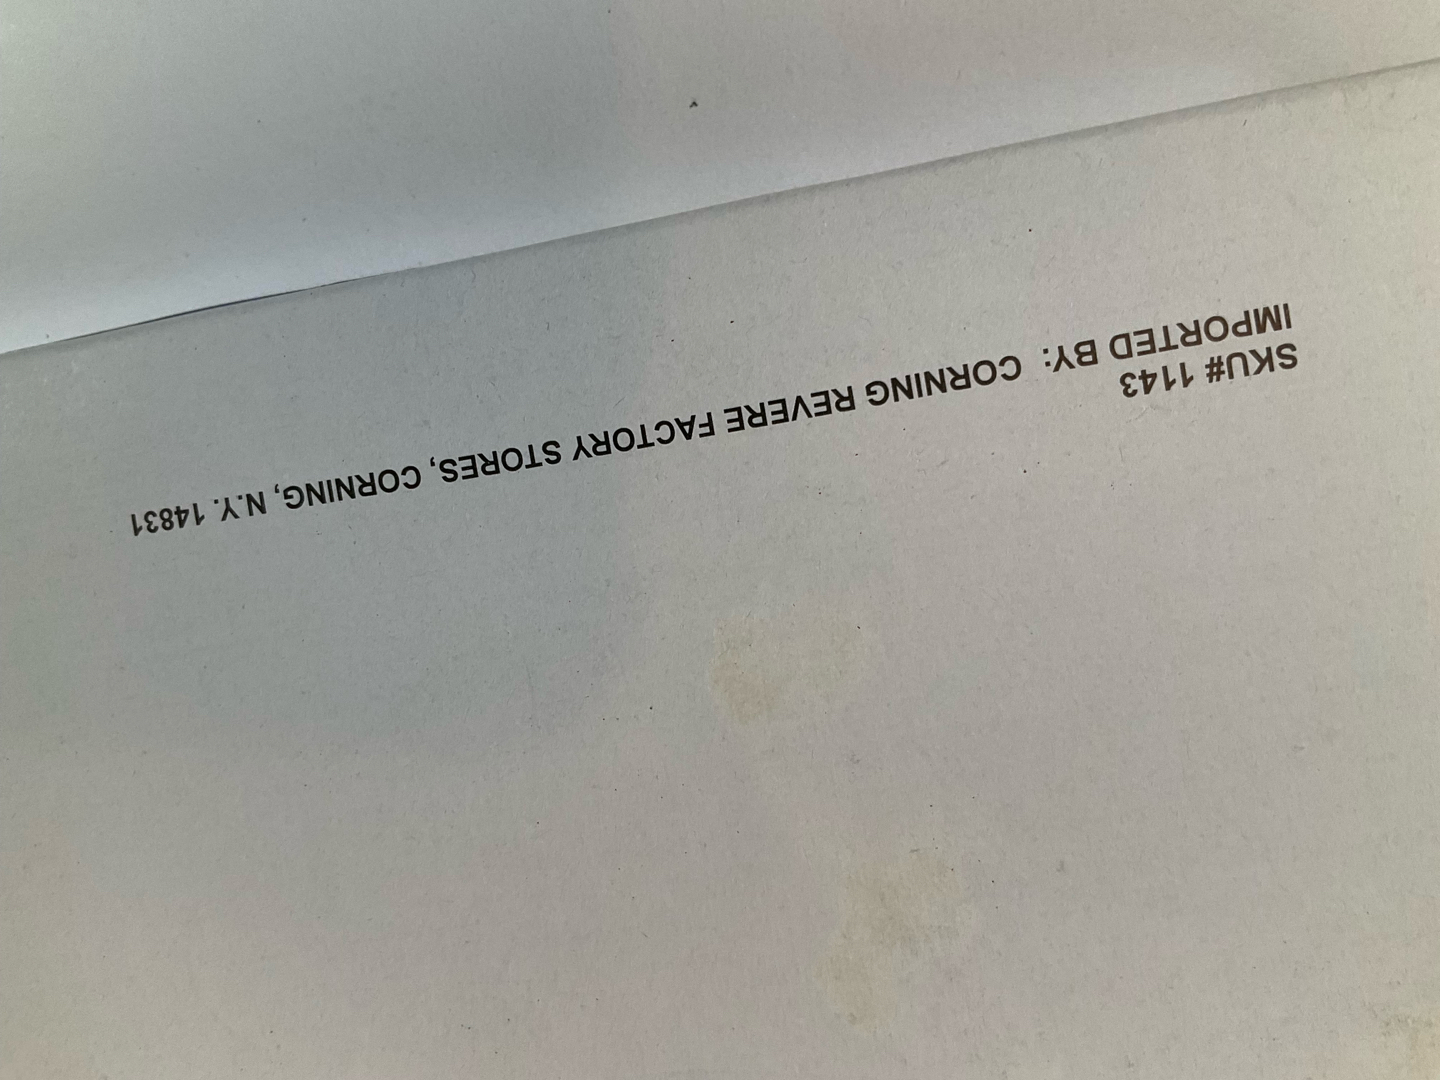 SKU# 1143
IMPORTED BY: CORNING REVERE FACTORY STORES, CORNING, N.Y. 14831